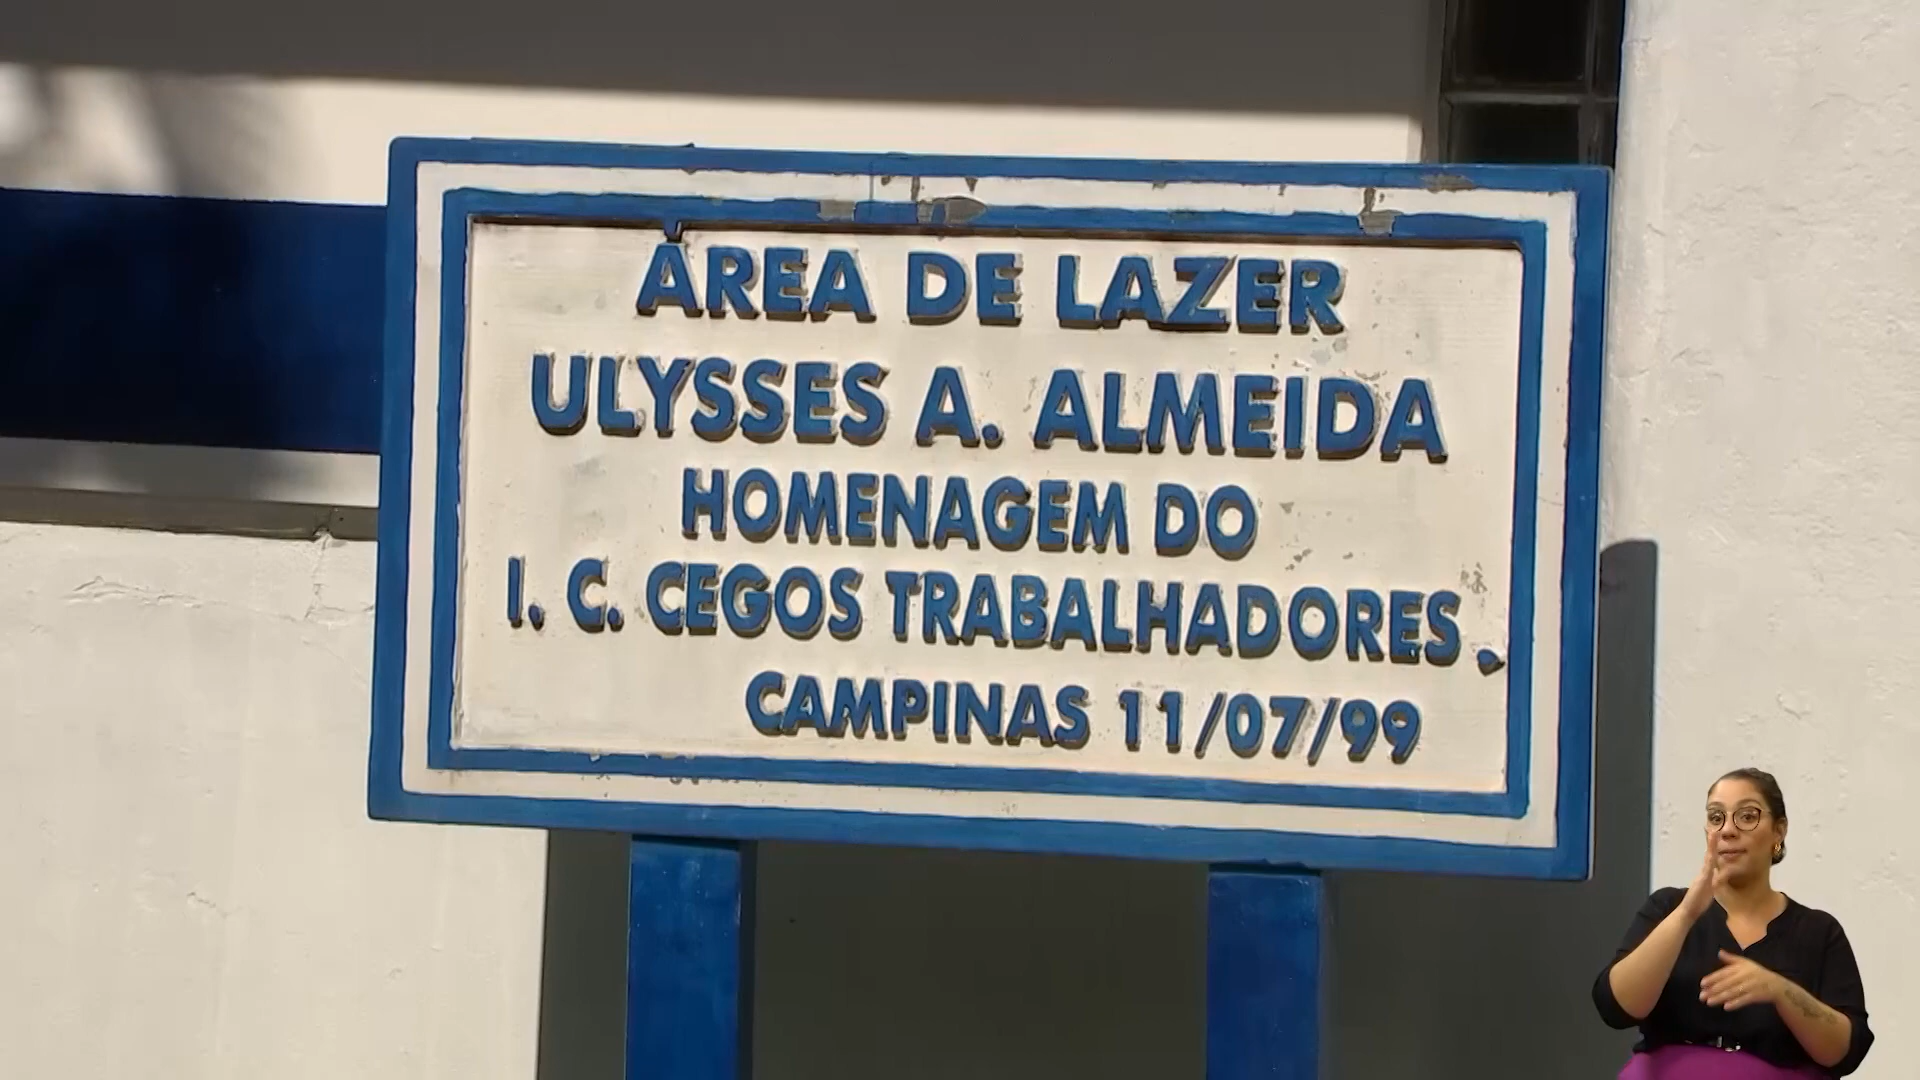 ÁREA DE LAZER
ULYSSES A. ALMEIDA
HOMENAGEM DO
I. C. CEGOS TRABALHADORES.
CAMPINAS 11/07/99